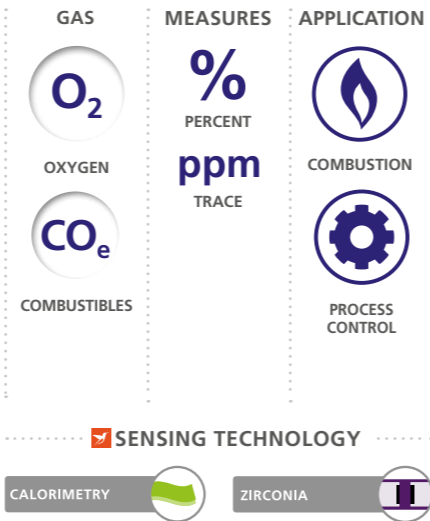 GAS
MEASURES
APPLICATION
O₂
OXYGEN
COₑ
COMBUSTIBLES
%
PERCENT
ppm
TRACE
COMBUSTION
PROCESS
CONTROL
SENSING TECHNOLOGY
CALORIMETRY
ZIRCONIA